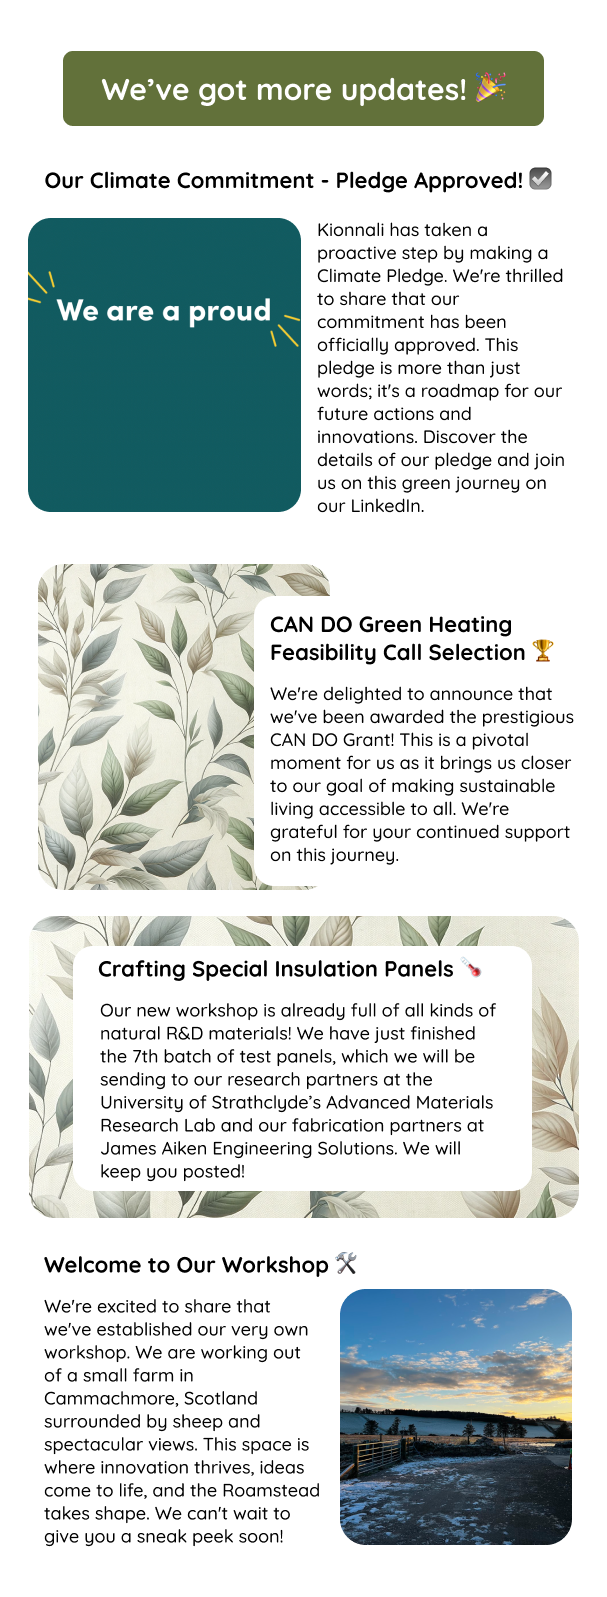 We’ve got more updates! 🎉
Our Climate Commitment - Pledge Approved! ☑️
We are a proud
Kionnali has taken a
proactive step by making a
Climate Pledge. We're thrilled
to share that our
commitment has been
officially approved. This
pledge is more than just
words; it's a roadmap for our
future actions and
innovations. Discover the
details of our pledge and join
us on this green journey on
our LinkedIn.
CAN DO Green Heating
Feasibility Call Selection 🏆
We're delighted to announce that
we've been awarded the prestigious
CAN DO Grant! This is a pivotal
moment for us as it brings us closer
to our goal of making sustainable
living accessible to all. We're
grateful for your continued support
on this journey.
Crafting Special Insulation Panels 🌡️
Our new workshop is already full of all kinds of
natural R&D materials! We have just finished
the 7th batch of test panels, which we will be
sending to our research partners at the
University of Strathclyde’s Advanced Materials
Research Lab and our fabrication partners at
James Aiken Engineering Solutions. We will
keep you posted!
Welcome to Our Workshop 🛠️
We're excited to share that
we've established our very own
workshop. We are working out
of a small farm in
Cammachmore, Scotland
surrounded by sheep and
spectacular views. This space is
where innovation thrives, ideas
come to life, and the Roamstead
takes shape. We can't wait to
give you a sneak peek soon!